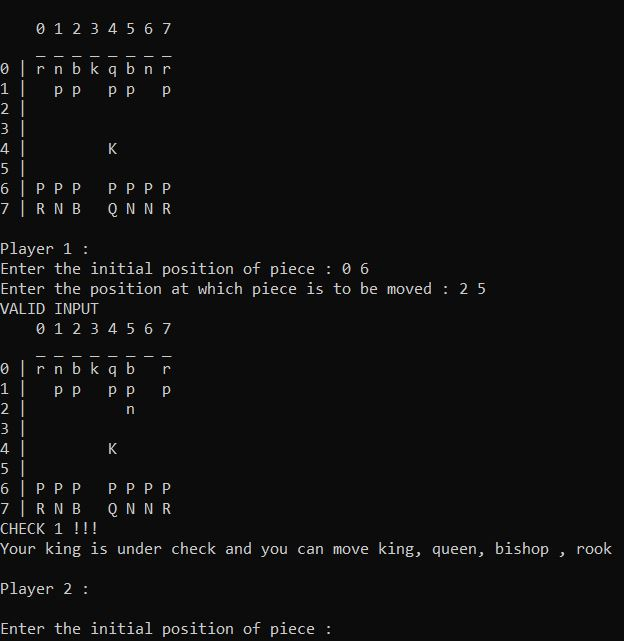 0 1 2 3 4 5 6 7
    _ _ _ _ _ _ _ _
0 | r n b k q b n r
1 |   p p   p p   p
2 |
3 |
4 |         K
5 |
6 | P P P   P P P P
7 | R N B   Q N N R
Player 1 :
Enter the initial position of piece : 0 6
Enter the position at which piece is to be moved : 2 5
VALID INPUT
    0 1 2 3 4 5 6 7
    _ _ _ _ _ _ _ _
0 | r n b k q b   r
1 |   p p   p p   p
2 |           n
3 |
4 |         K
5 |
6 | P P P   P P P P
7 | R N B   Q N N R
CHECK 1 !!!
Your king is under check and you can move king, queen, bishop , rook
Player 2 :
Enter the initial position of piece :